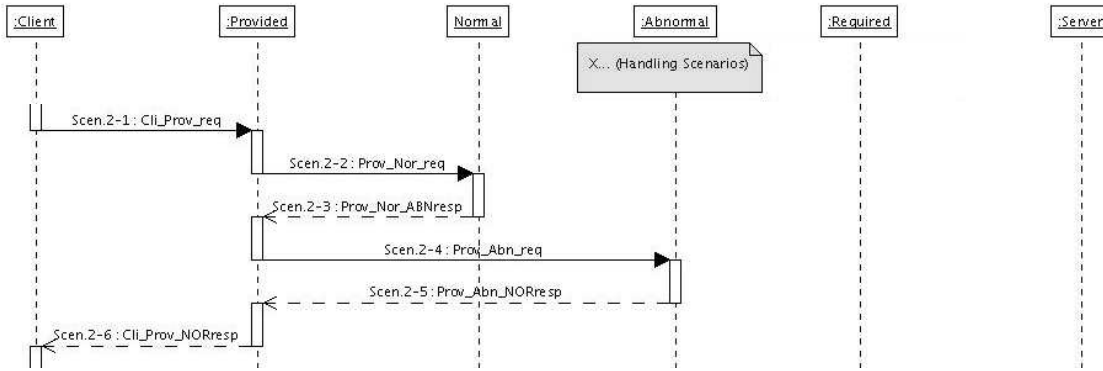 :Client
:Provided
Normal
:Abnormal
:Required
:Server
X... (Handling Scenarios)
Scen.2-1 : Cli_Prov_req
Scen.2-2 : Prov_Nor_req
Scen.2-3 : Prov_Nor_ABNresp
Scen.2-4 : Prov_Abn_req
Scen.2-5 : Prov_Abn_NORresp
Scen.2-6 : Cli_Prov_NORresp